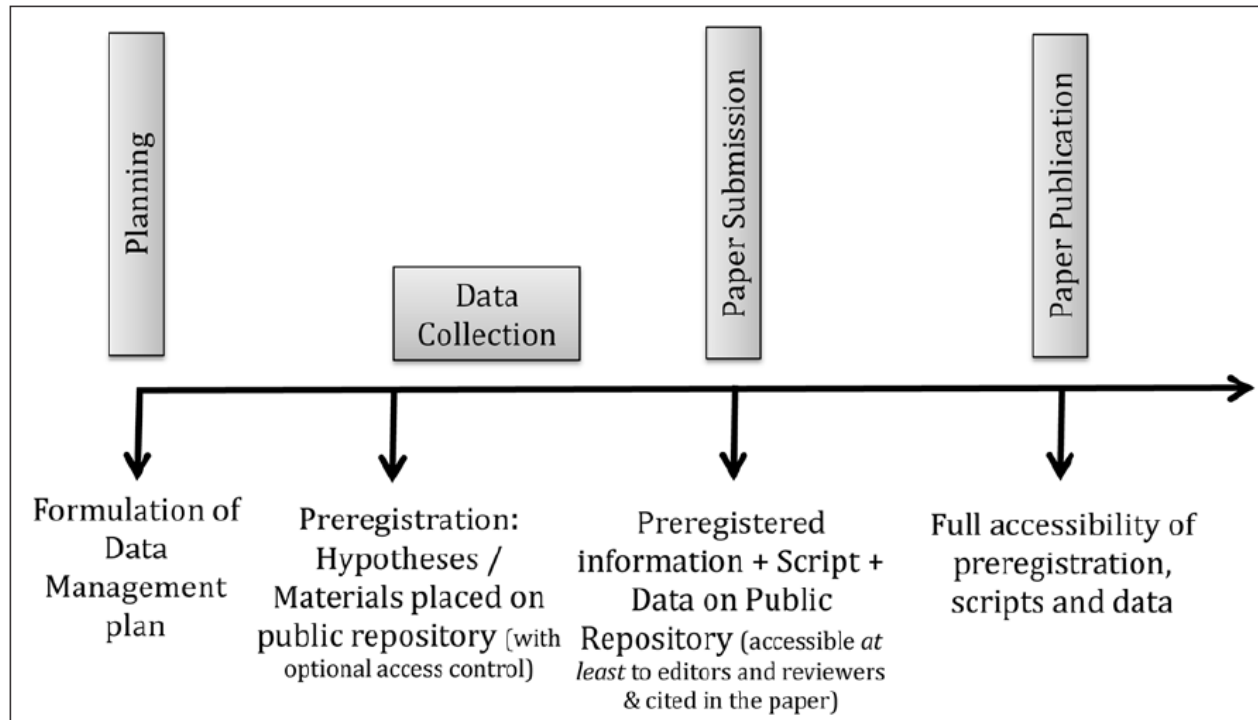 Planning
Data
Collection
Paper Submission
Paper Publication
Formulation of
Data
Management
plan
Preregistration:
Hypotheses /
Materials placed on
public repository (with
optional access control)
Preregistered
information + Script +
Data on Public
Repository (accessible at
least to editors and reviewers
& cited in the paper)
Full accessibility of
preregistration,
scripts and data